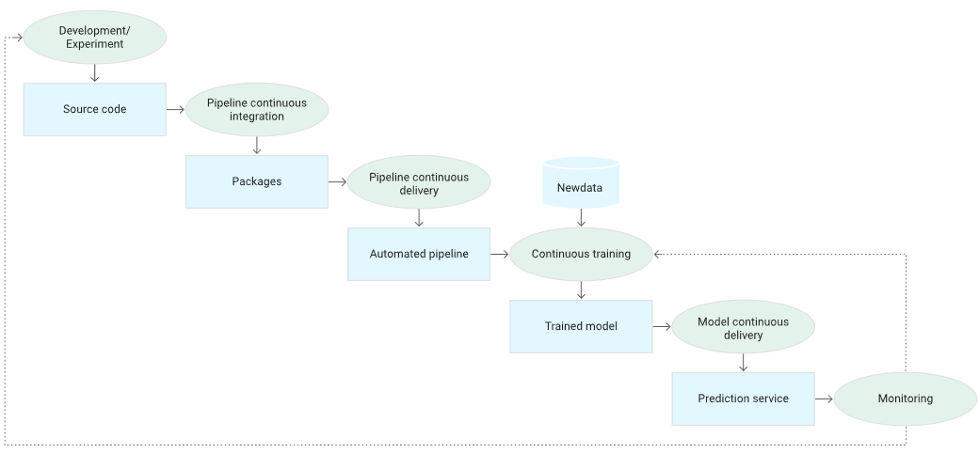 Development/
Experiment
Source code
Pipeline continuous
integration
Packages
Pipeline continuous
delivery
Newdata
Automated pipeline
Continuous training
Trained model
Model continuous
delivery
Prediction service
Monitoring